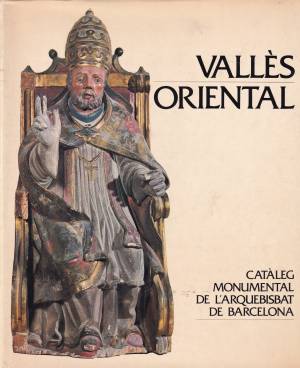 VALLÈS
ORIENTAL
CATÀLEG
MONUMENTAL
DE L'ARQUEBISBAT
DE BARCELONA